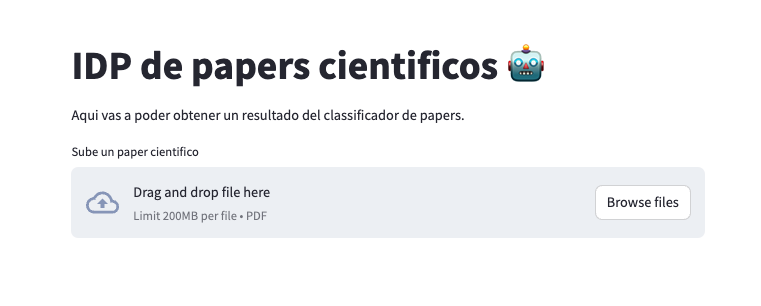 IDP de papers cientificos 🤖
Aqui vas a poder obtener un resultado del classificador de papers.
Sube un paper cientifico
Drag and drop file here
Limit 200MB per file • PDF
Browse files